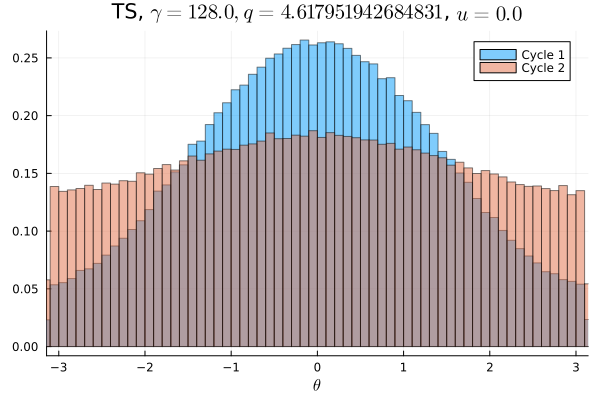 TS, γ = 128.0, q = 4.617951942684831, u = 0.0
Cycle 1
Cycle 2
0.25
0.20
0.15
0.10
0.05
0.00
−3 −2 −1 0 1 2 3
θ